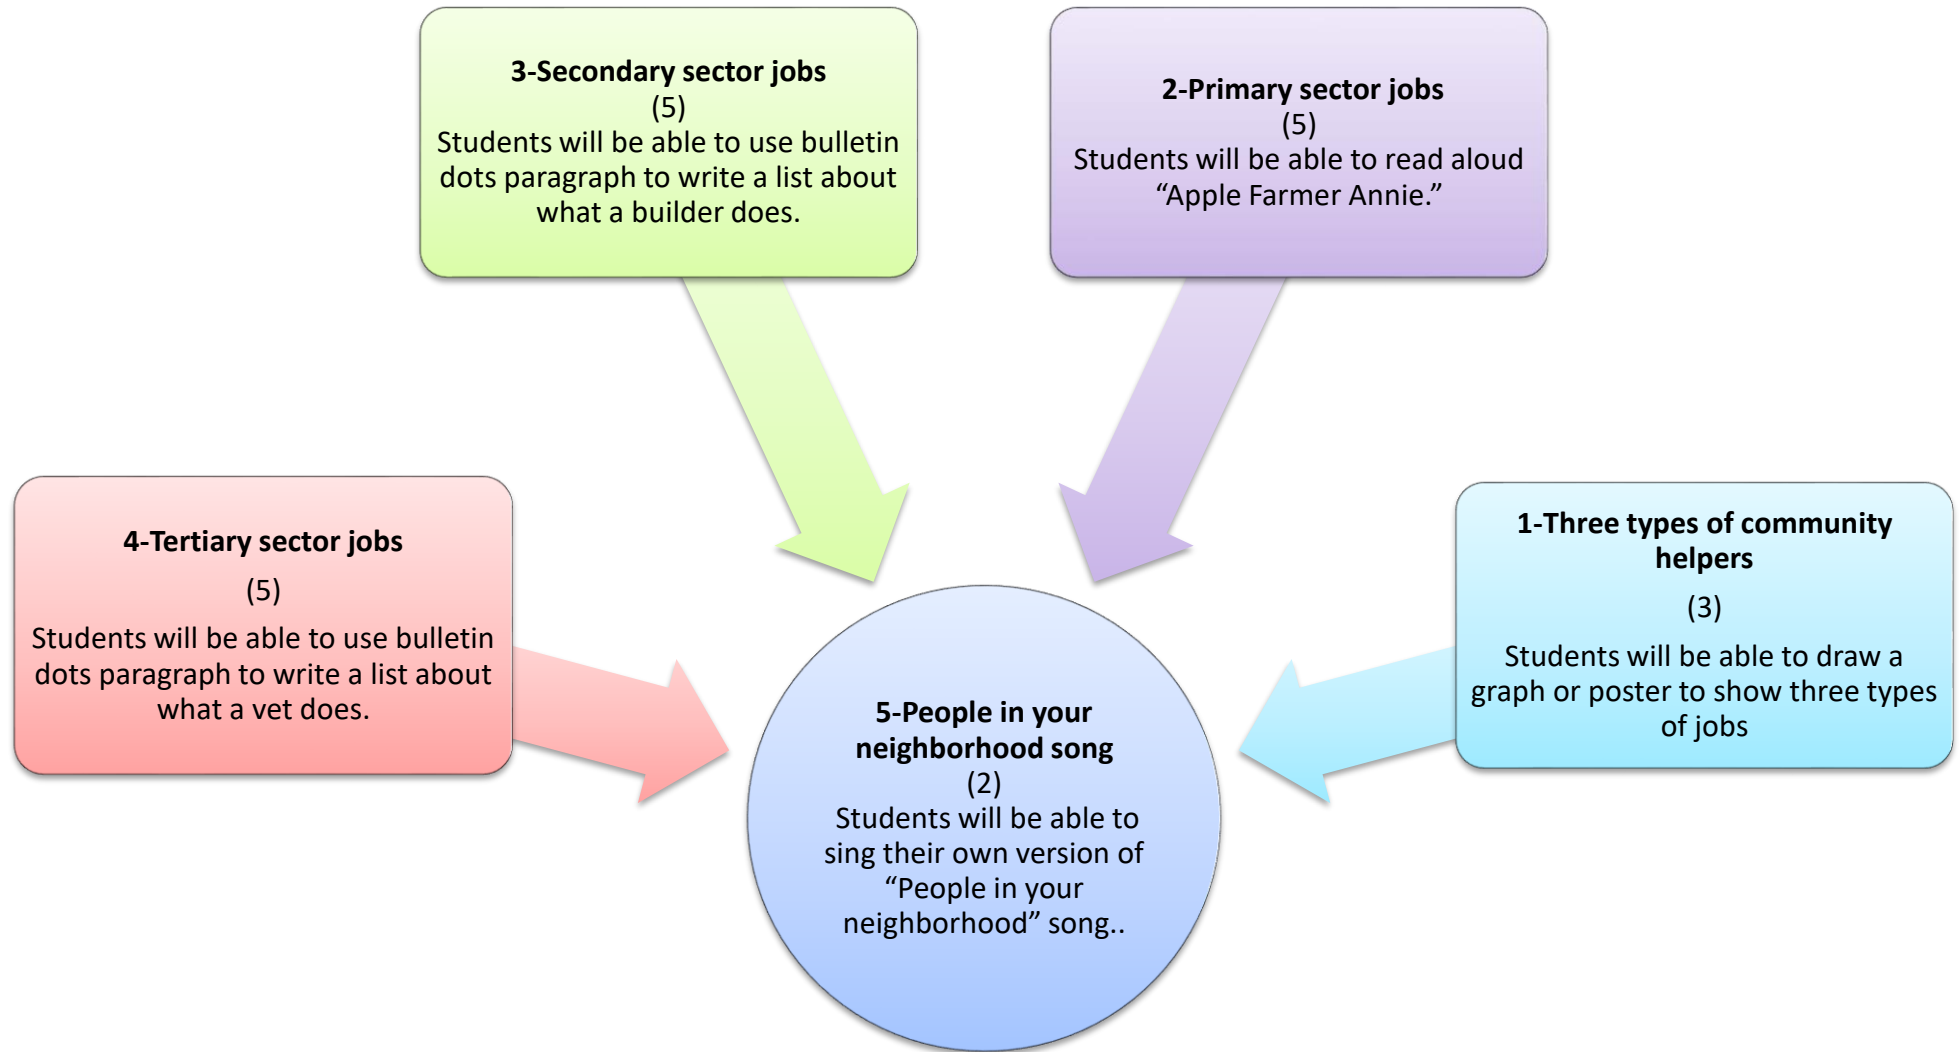 3-Secondary sector jobs
(5)
Students will be able to use bulletin
dots paragraph to write a list about
what a builder does.
2-Primary sector jobs
(5)
Students will be able to read aloud
“Apple Farmer Annie.”
4-Tertiary sector jobs
(5)
Students will be able to use bulletin
dots paragraph to write a list about
what a vet does.
1-Three types of community
helpers
(3)
Students will be able to draw a
graph or poster to show three types
of jobs
5-People in your
neighborhood song
(2)
Students will be able to
sing their own version of
“People in your
neighborhood” song..